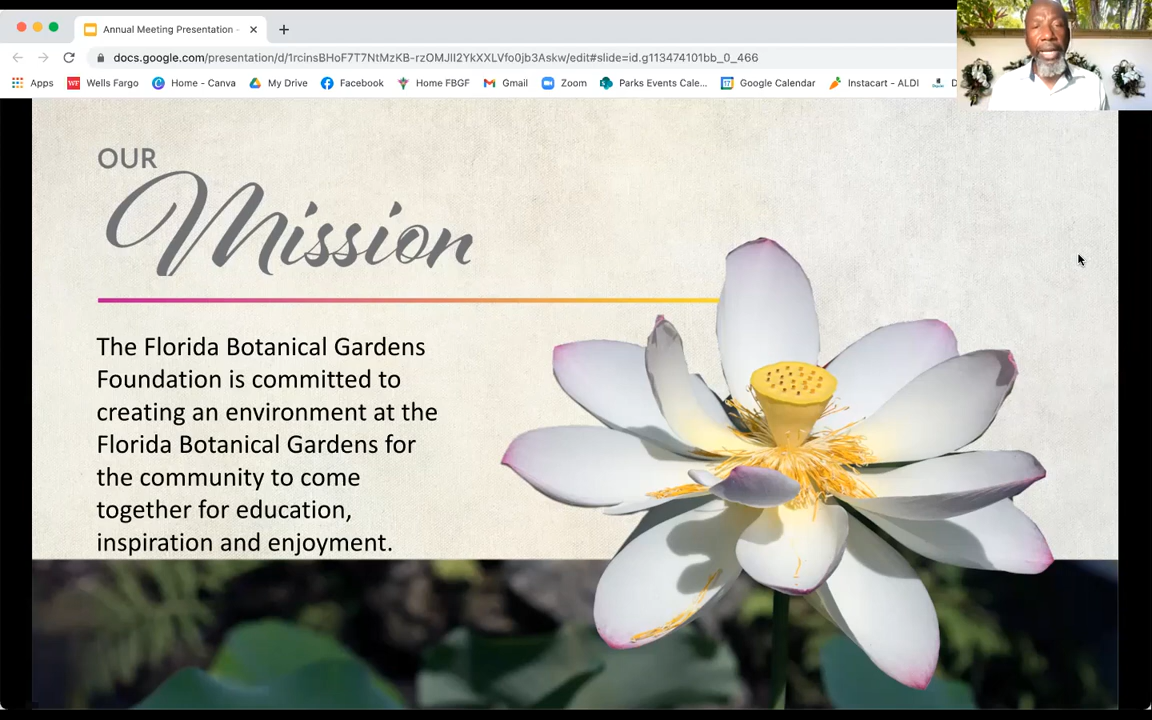 Annual Meeting Presentation -
docs.google.com/presentation/d/1rcinsBHoF7T7NtMzKB-rzOMJII2YkXXLVfo0jb3Askw/edit#slide=id.g113474101bb_0_466
Apps Wells Fargo Home - Canva My Drive Facebook Home FBGF Gmail Zoom Parks Events Cale... Google Calendar Instacart - ALDI
OUR
Mission
The Florida Botanical Gardens
Foundation is committed to
creating an environment at the
Florida Botanical Gardens for
the community to come
together for education,
inspiration and enjoyment.